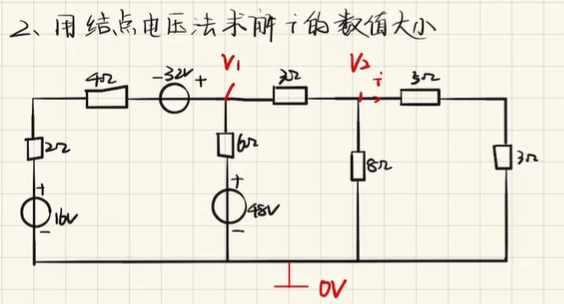 2、用结点电压法求解 i 的数值大小
V₁ V₂
4Ω -32V + 3Ω i 5Ω
2Ω 6Ω 8Ω 3Ω
+ +
16V 48V
- -
0V